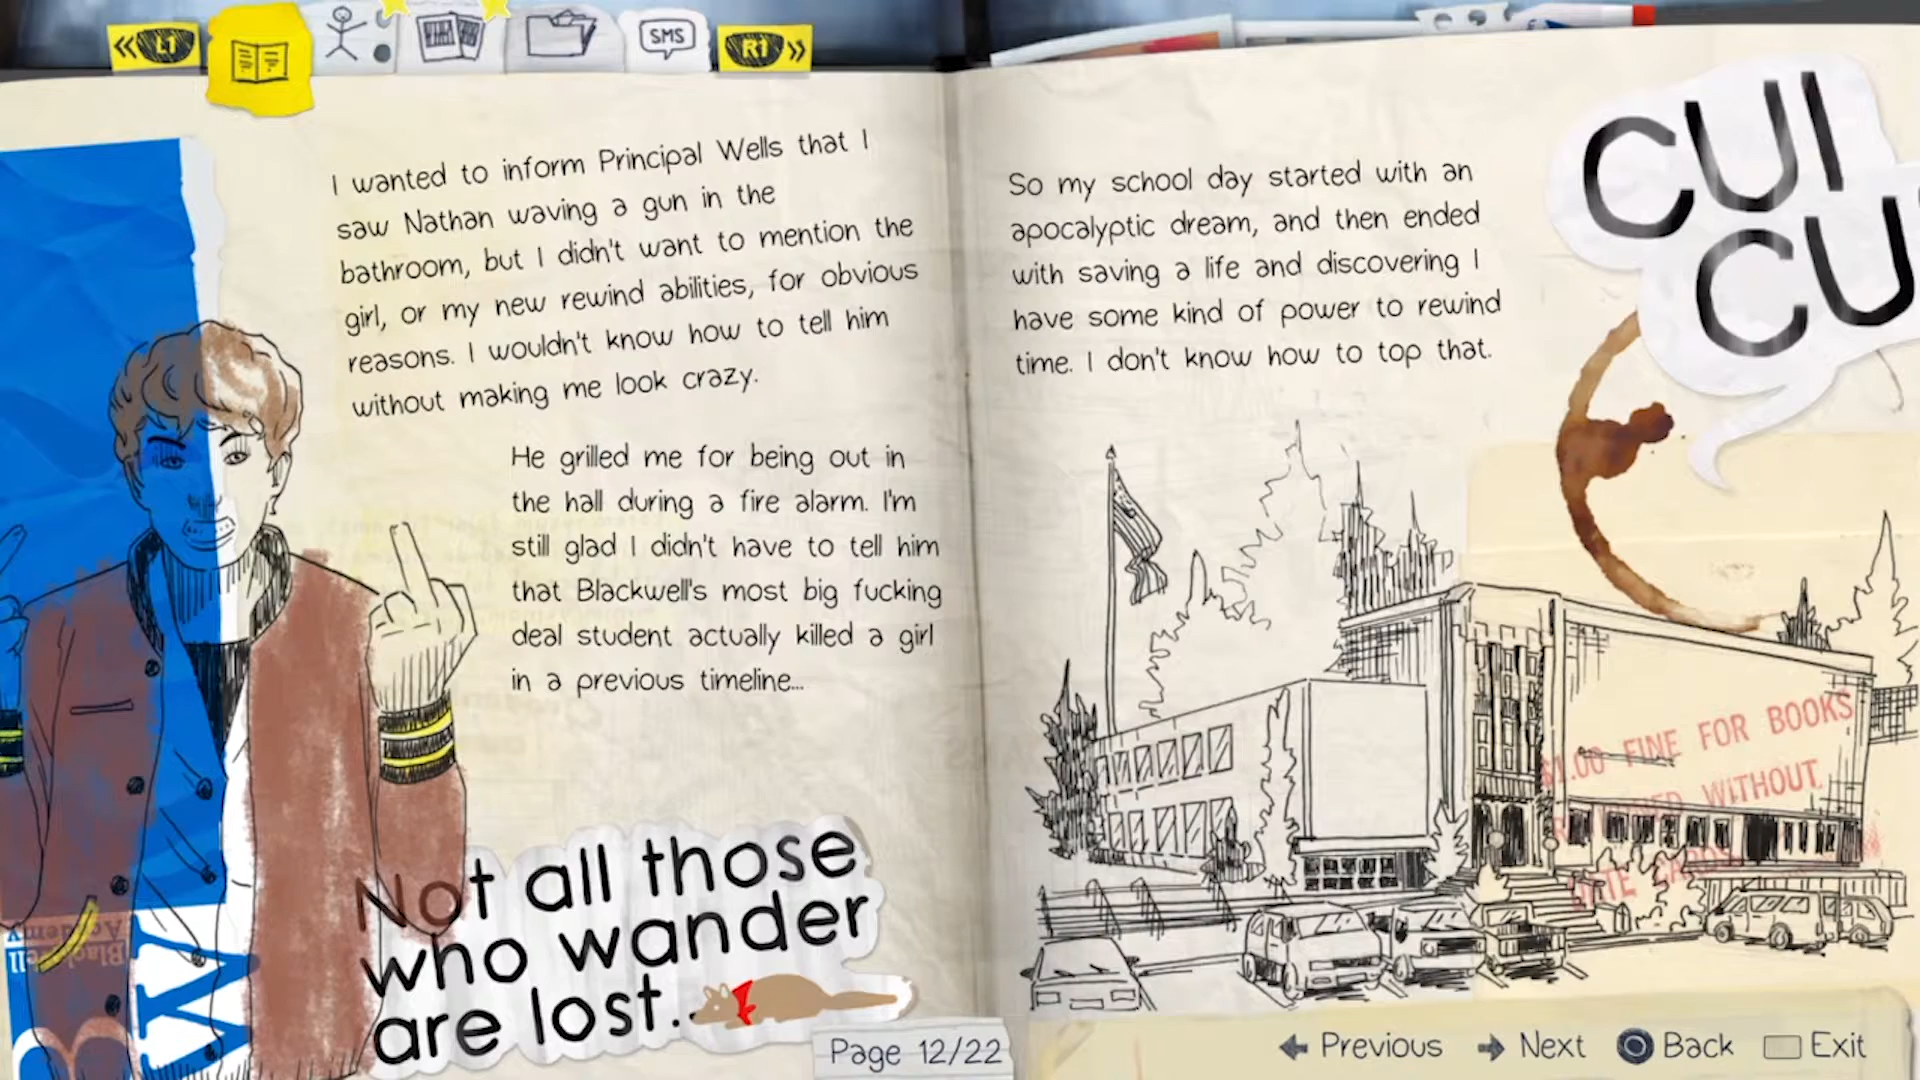 L1
SMS
R1
I wanted to inform Principal Wells that I
saw Nathan waving a gun in the
bathroom, but I didn't want to mention the
girl, or my new rewind abilities, for obvious
reasons. I wouldn't know how to tell him
without making me look crazy.
He grilled me for being out in
the hall during a fire alarm. I'm
still glad I didn't have to tell him
that Blackwell's most big fucking
deal student actually killed a girl
in a previous timeline...
Not all those
who wander
are lost...
Blackwell
Academy
So my school day started with an
apocalyptic dream, and then ended
with saving a life and discovering I
have some kind of power to rewind
time. I don't know how to top that.
CUI
CU
$1.00 FINE FOR BOOKS
WITHOUT
Page 12/22
Previous
Next
Back
Exit